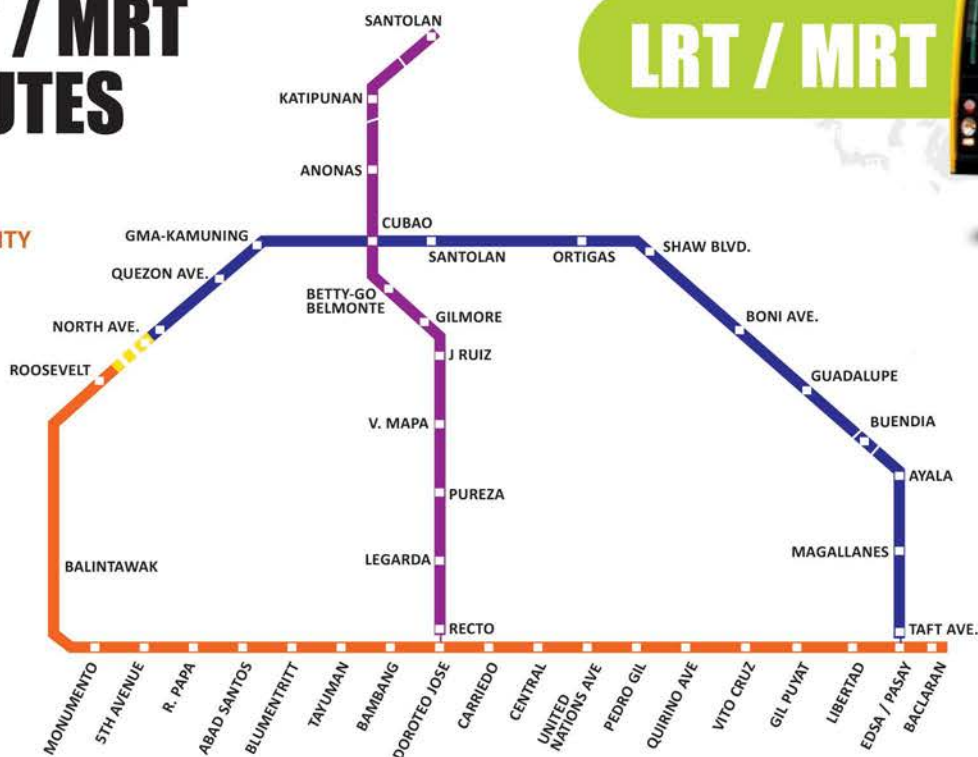 / MRT
UTES
LRT / MRT
ITY
SANTOLAN
KATIPUNAN
ANONAS
CUBAO
GMA-KAMUNING
SANTOLAN
ORTIGAS
SHAW BLVD.
QUEZON AVE.
BETTY-GO
BELMONTE
GILMORE
BONI AVE.
NORTH AVE.
J RUIZ
ROOSEVELT
GUADALUPE
V. MAPA
BUENDIA
AYALA
PUREZA
MAGALLANES
LEGARDA
BALINTAWAK
RECTO
TAFT AVE.
MONUMENTO
5TH AVENUE
R. PAPA
ABAD SANTOS
BLUMENTRITT
TAYUMAN
BAMBANG
DOROTEO JOSE
CARRIEDO
CENTRAL
UNITED
NATIONS AVE
PEDRO GIL
QUIRINO AVE
VITO CRUZ
GIL PUYAT
LIBERTAD
EDSA / PASAY
BACLARAN